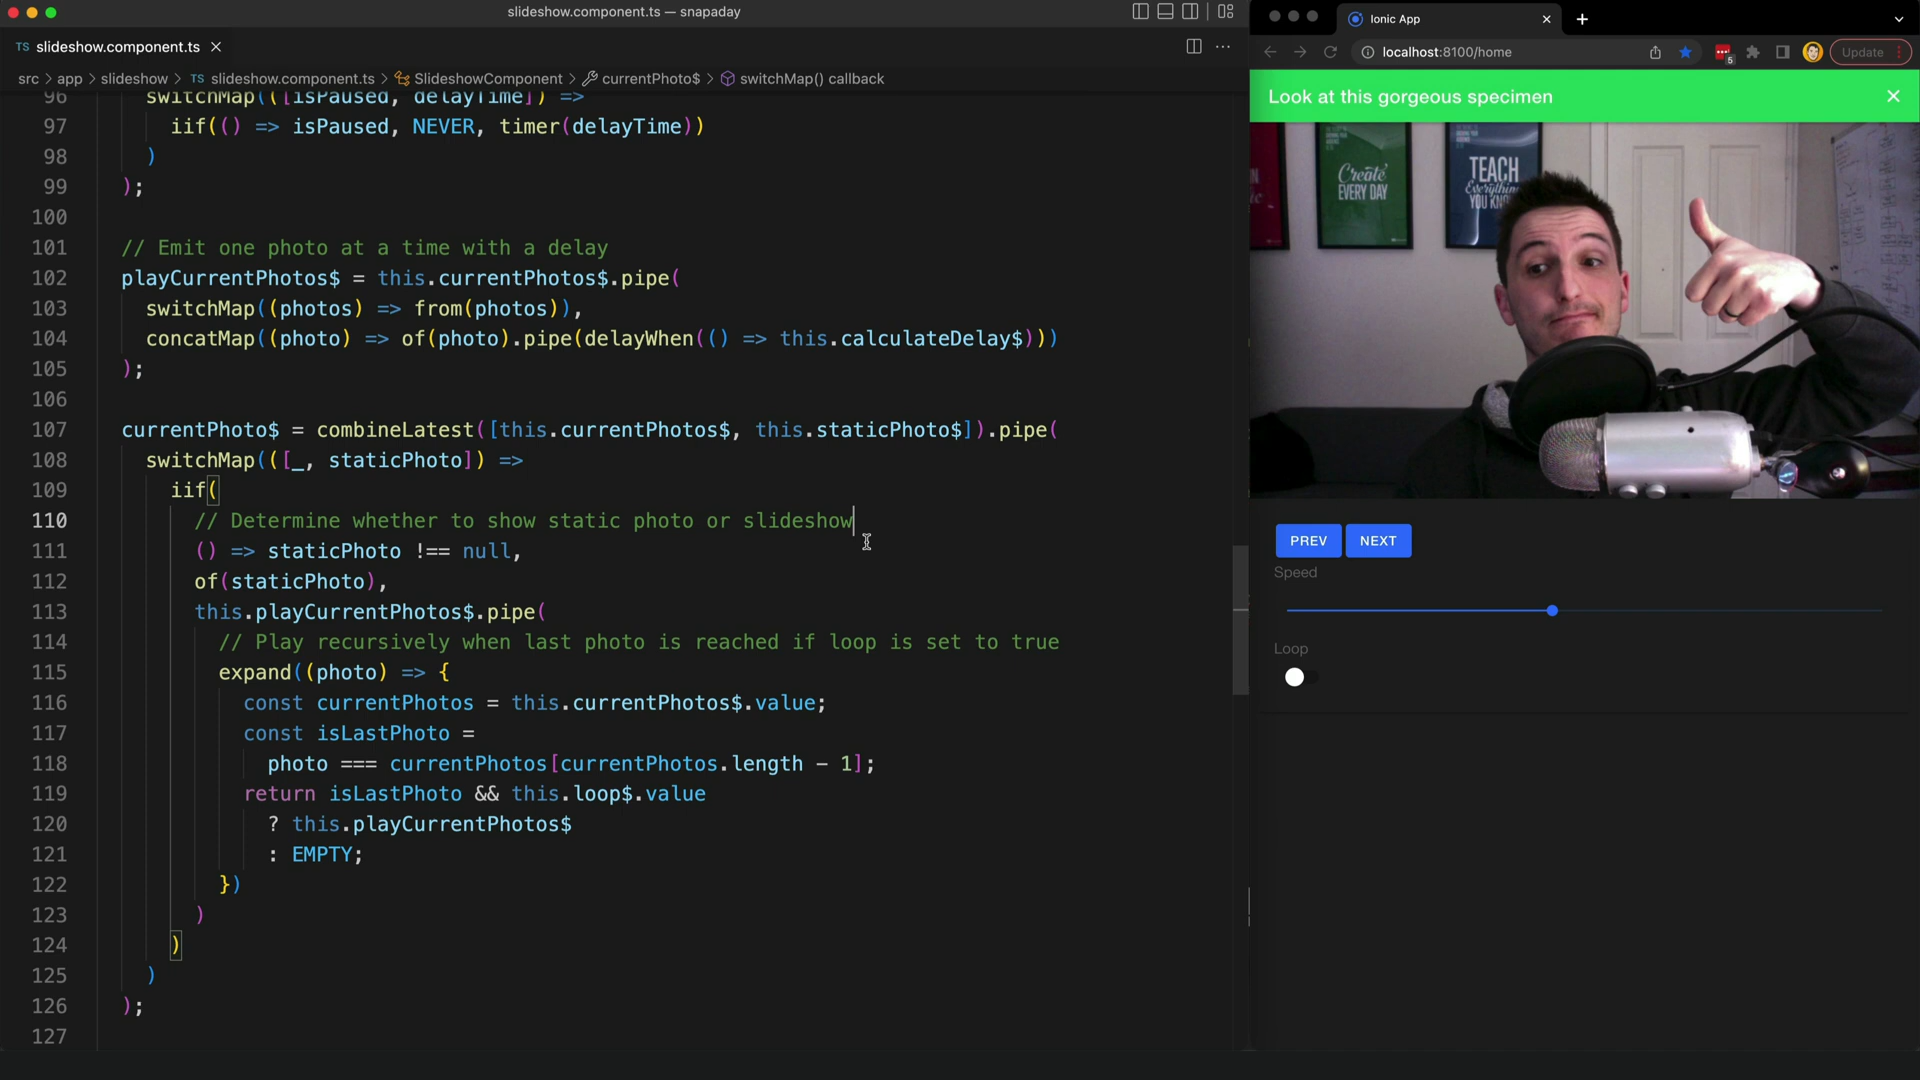 slideshow.component.ts — snapaday
TS slideshow.component.ts
src > app > slideshow > TS slideshow.component.ts > SlideshowComponent > currentPhoto$ > switchMap() callback
96 switchMap(([isPaused, delayTime]) =>
97 iif(() => isPaused, NEVER, timer(delayTime))
98 )
99 );
100
101 // Emit one photo at a time with a delay
102 playCurrentPhotos$ = this.currentPhotos$.pipe(
103 switchMap((photos) => from(photos)),
104 concatMap((photo) => of(photo).pipe(delayWhen(() => this.calculateDelay$)))
105 );
106
107 currentPhoto$ = combineLatest([this.currentPhotos$, this.staticPhoto$]).pipe(
108 switchMap(([_, staticPhoto]) =>
109 iif(
110 // Determine whether to show static photo or slideshow
111 () => staticPhoto !== null,
112 of(staticPhoto),
113 this.playCurrentPhotos$.pipe(
114 // Play recursively when last photo is reached if loop is set to true
115 expand((photo) => {
116 const currentPhotos = this.currentPhotos$.value;
117 const isLastPhoto =
118 photo === currentPhotos[currentPhotos.length - 1];
119 return isLastPhoto && this.loop$.value
120 ? this.playCurrentPhotos$
121 : EMPTY;
122 })
123 )
124 )
125 )
126 );
127
Ionic App
localhost:8100/home
5
Update
Look at this gorgeous specimen
Create
EVERY DAY
TEACH
Everything
YOU KNOW
PREV NEXT
Speed
Loop